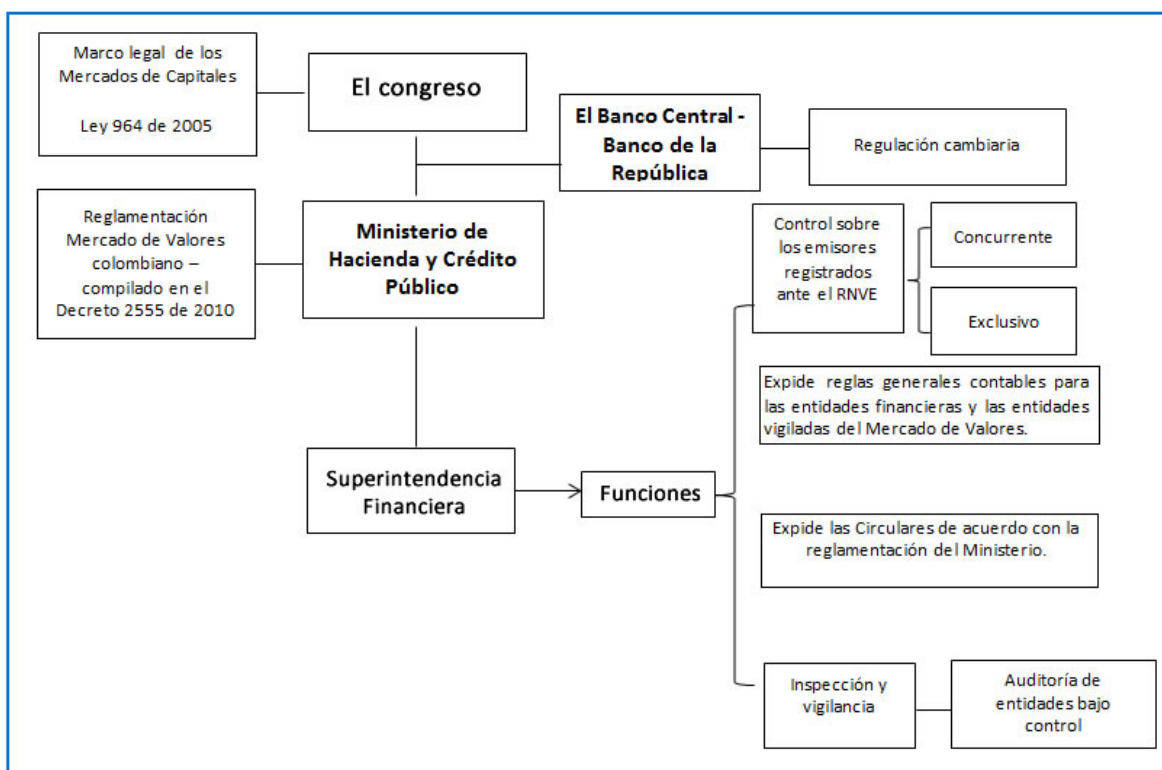 Marco legal de los
Mercados de Capitales
Ley 964 de 2005
El congreso
El Banco Central -
Banco de la
República
Regulación cambiaria
Reglamentación
Mercado de Valores
colombiano –
compilado en el
Decreto 2555 de 2010
Ministerio de
Hacienda y Crédito
Público
Control sobre
los emisores
registrados
ante el RNVE
Concurrente
Exclusivo
Expide reglas generales contables para
las entidades financieras y las entidades
vigiladas del Mercado de Valores.
Superintendencia
Financiera
Funciones
Expide las Circulares de acuerdo con la
reglamentación del Ministerio.
Inspección y
vigilancia
Auditoría de
entidades bajo
control